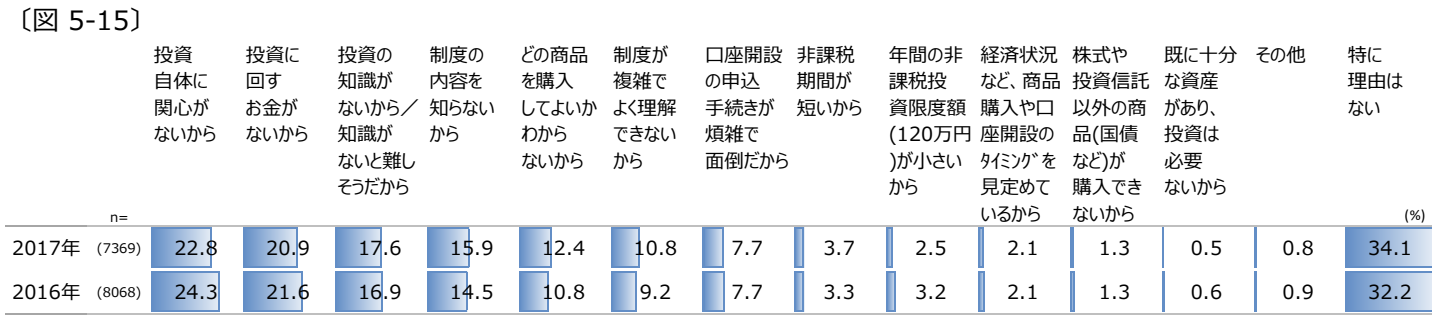 〔図 5-15〕
投資
自体に
関心が
ないから
投資に
回す
お金が
ないから
投資の
知識が
ないから／
知識が
ないと難し
そうだから
制度の
内容を
知らない
から
どの商品
を購入
してよいか
わから
ないから
制度が
複雑で
よく理解
できない
から
口座開設
の申込
手続きが
煩雑で
面倒だから
非課税
期間が
短いから
年間の非
課税投
資限度額
(120万円
)が小さい
から
経済状況
など、商品
購入や口
座開設の
ﾀｲﾐﾝｸﾞを
見定めて
いるから
株式や
投資信託
以外の商
品(国債
など)が
購入でき
ないから
既に十分
な資産
があり、
投資は
必要
ないから
その他
特に
理由は
ない
n=
(%)
2017年 (7369) 22.8 20.9 17.6 15.9 12.4 10.8 7.7 3.7 2.5 2.1 1.3 0.5 0.8 34.1
2016年 (8068) 24.3 21.6 16.9 14.5 10.8 9.2 7.7 3.3 3.2 2.1 1.3 0.6 0.9 32.2